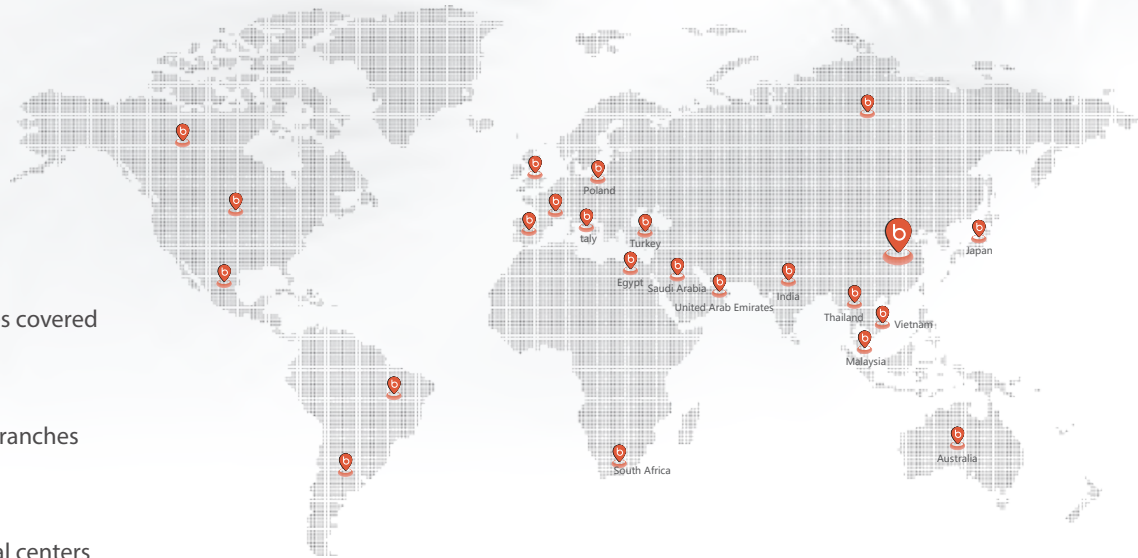 Poland
taly
Turkey
Japan
Egypt
Saudi Arabia
India
United Arab Emirates
Thailand
Vietnam
s covered
Malaysia
ranches
Australia
South Africa
al centers